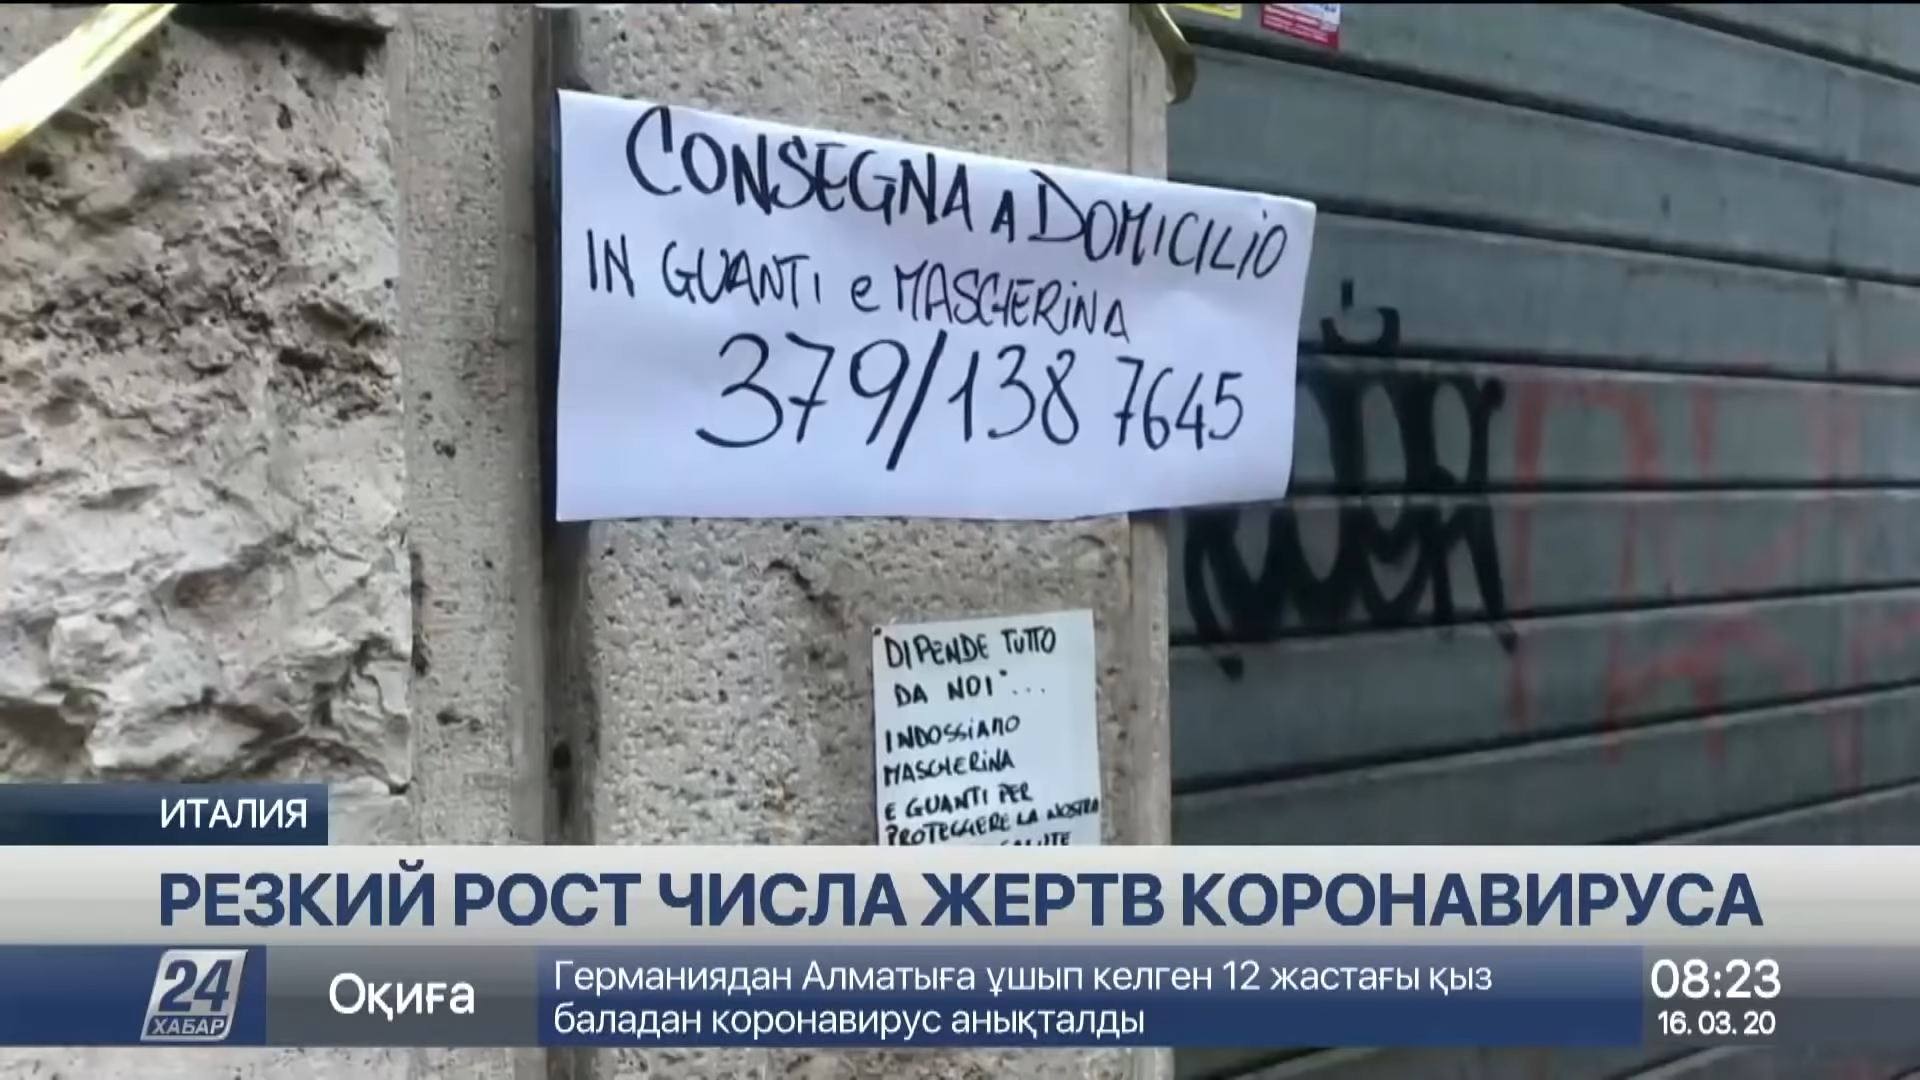 CONSEGNA A DOMICILIO
IN GUANTI e MASCHERINA
379/138 7645
"DIPENDE TUTTO
DA NOI"...
INDOSSIAMO
MASCHERINA
E GUANTI PER
PROTEGGERE LA NOSTRA
ИТАЛИЯ
РЕЗКИЙ РОСТ ЧИСЛА ЖЕРТВ КОРОНАВИРУСА
24
ХАБАР
Оқиға
Германиядан Алматыға ұшып келген 12 жастағы қыз
баладан коронавирус анықталды
08:23
16. 03. 20